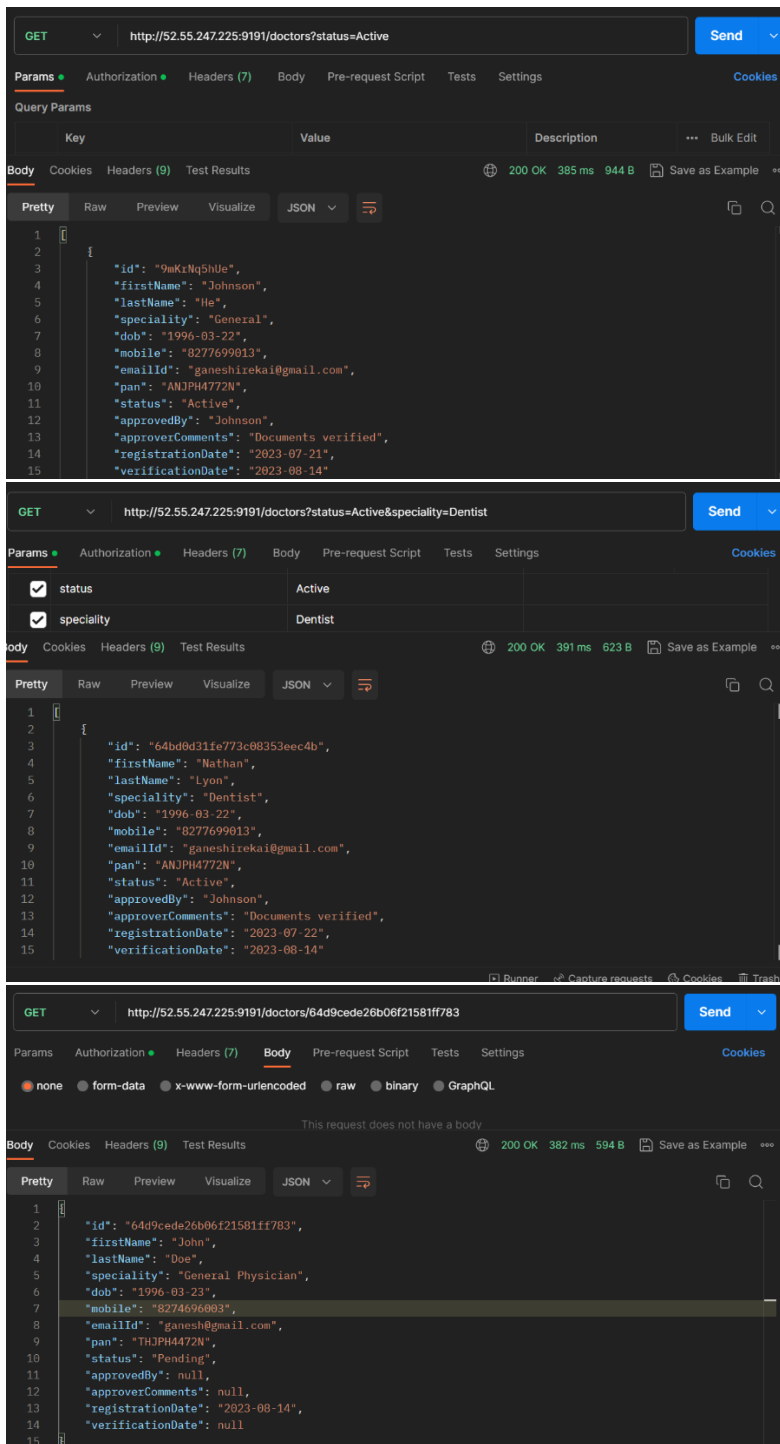 GET http://52.55.247.225:9191/doctors?status=Active Send
Params Authorization Headers (7) Body Pre-request Script Tests Settings Cookies
Query Params
Key Value Description ••• Bulk Edit
Body Cookies Headers (9) Test Results 200 OK 385 ms 944 B Save as Example
Pretty Raw Preview Visualize JSON
1 [
2 {
3 "id": "9mKrNq5hUe",
4 "firstName": "Johnson",
5 "lastName": "He",
6 "speciality": "General",
7 "dob": "1996-03-22",
8 "mobile": "8277699013",
9 "emailId": "ganeshirekai@gmail.com",
10 "pan": "ANJPH4772N",
11 "status": "Active",
12 "approvedBy": "Johnson",
13 "approverComments": "Documents verified",
14 "registrationDate": "2023-07-21",
15 "verificationDate": "2023-08-14"
GET http://52.55.247.225:9191/doctors?status=Active&speciality=Dentist Send
Params Authorization Headers (7) Body Pre-request Script Tests Settings Cookies
status Active
speciality Dentist
Body Cookies Headers (9) Test Results 200 OK 391 ms 623 B Save as Example
Pretty Raw Preview Visualize JSON
1 [
2 {
3 "id": "64bd0d31fe773c08353eec4b",
4 "firstName": "Nathan",
5 "lastName": "Lyon",
6 "speciality": "Dentist",
7 "dob": "1996-03-22",
8 "mobile": "8277699013",
9 "emailId": "ganeshirekai@gmail.com",
10 "pan": "ANJPH4772N",
11 "status": "Active",
12 "approvedBy": "Johnson",
13 "approverComments": "Documents verified",
14 "registrationDate": "2023-07-22",
15 "verificationDate": "2023-08-14"
Runner Capture requests Cookies Trash
GET http://52.55.247.225:9191/doctors/64d9cede26b06f21581ff783 Send
Params Authorization Headers (7) Body Pre-request Script Tests Settings Cookies
none form-data x-www-form-urlencoded raw binary GraphQL
This request does not have a body
Body Cookies Headers (9) Test Results 200 OK 382 ms 594 B Save as Example
Pretty Raw Preview Visualize JSON
1 {
2 "id": "64d9cede26b06f21581ff783",
3 "firstName": "John",
4 "lastName": "Doe",
5 "speciality": "General Physician",
6 "dob": "1996-03-23",
7 "mobile": "8274696003",
8 "emailId": "ganesh@gmail.com",
9 "pan": "THJPH4472N",
10 "status": "Pending",
11 "approvedBy": null,
12 "approverComments": null,
13 "registrationDate": "2023-08-14",
14 "verificationDate": null
15 }